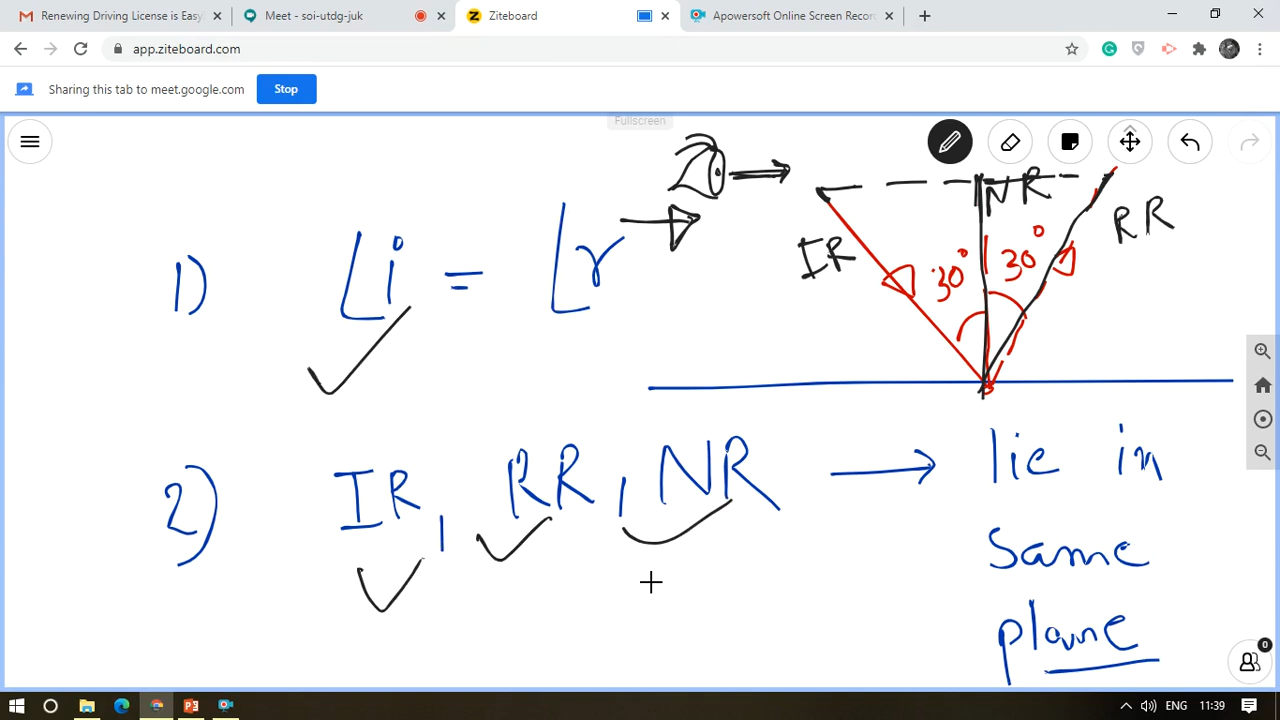 Renewing Driving License is Easy
Meet - soi-utdg-juk
Ziteboard
Apowersoft Online Screen Recor
app.ziteboard.com
Sharing this tab to meet.google.com
Stop
Fullscreen
NR
IR
RR
30°
30°
1) ∠i = ∠r
2) IR, RR, NR → lie in
same
plane
0
ENG
11:39